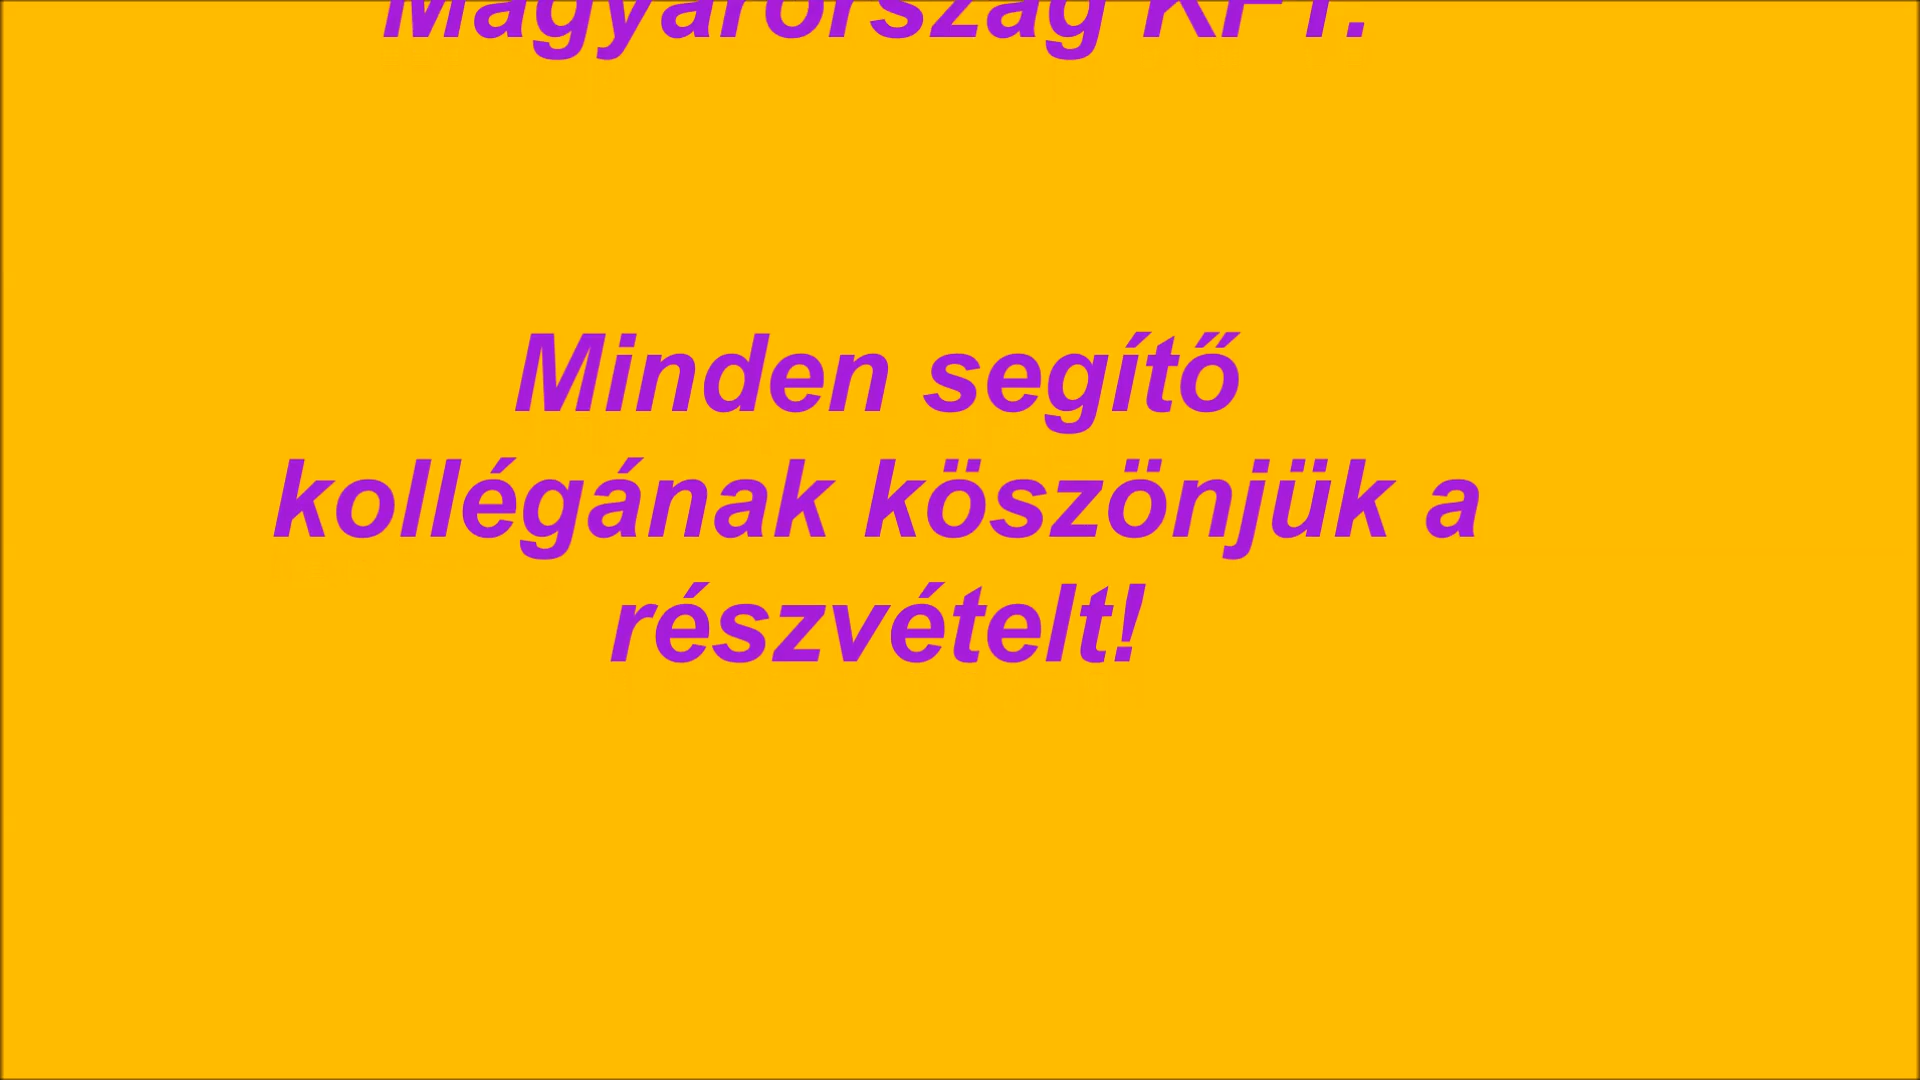 Magyarország KFT.
Minden segítő
kollégának köszönjük a
részvételt!